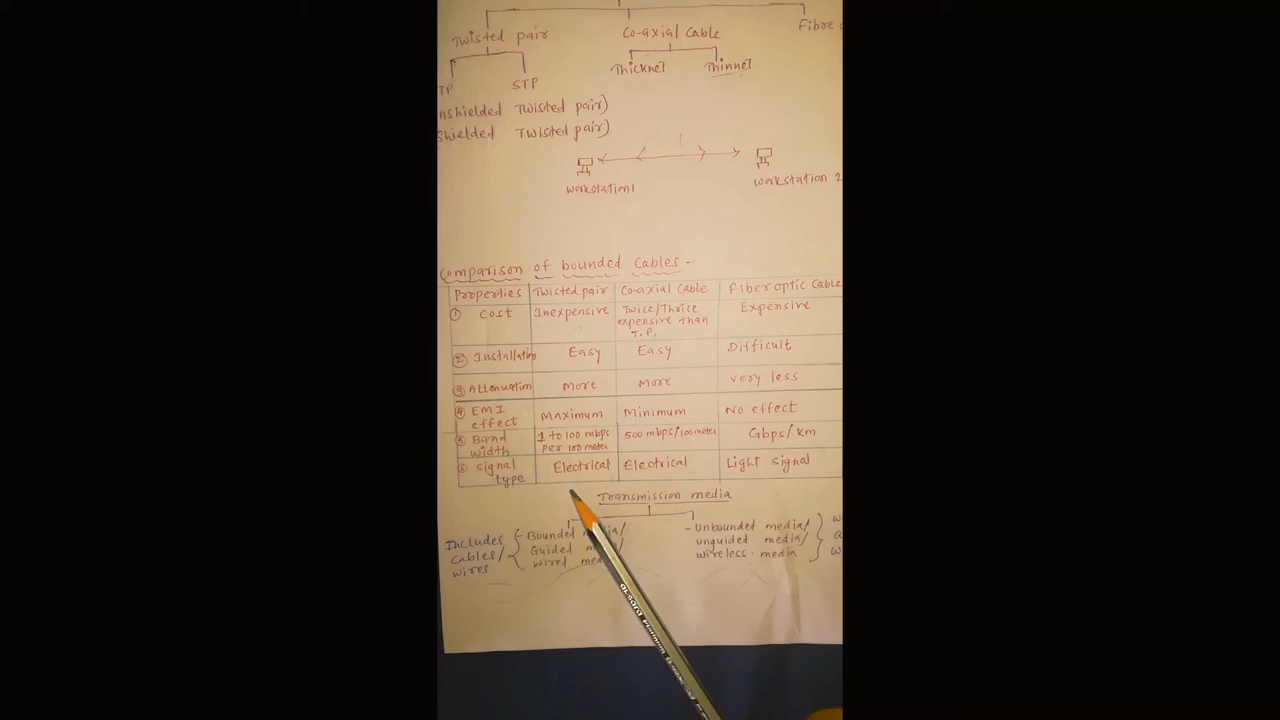 Twisted pair Co-axial Cable Fibre
TP STP Thicknet Thinnet
nshielded Twisted pair)
shielded Twisted pair)
workstation1 workstation 2
Comparison of bounded Cables -
Properties Twisted pair Co-axial Cable Fiber optic Cable
① Cost Inexpensive Twice/Thrice expensive than T.P. Expensive
② Installation Easy Easy Difficult
③ Attenuation More More very less
④ EMI effect Maximum Minimum No effect
⑤ Band width 1 to 100 mbps per 100 meter 500 mbps/100meter Gbps/km
⑥ Signal type Electrical Electrical Light signal
Transmission media
Includes cables/ wires
- Bounded media/
Guided
wired
- Unbounded media/
unguided media/
wireless media